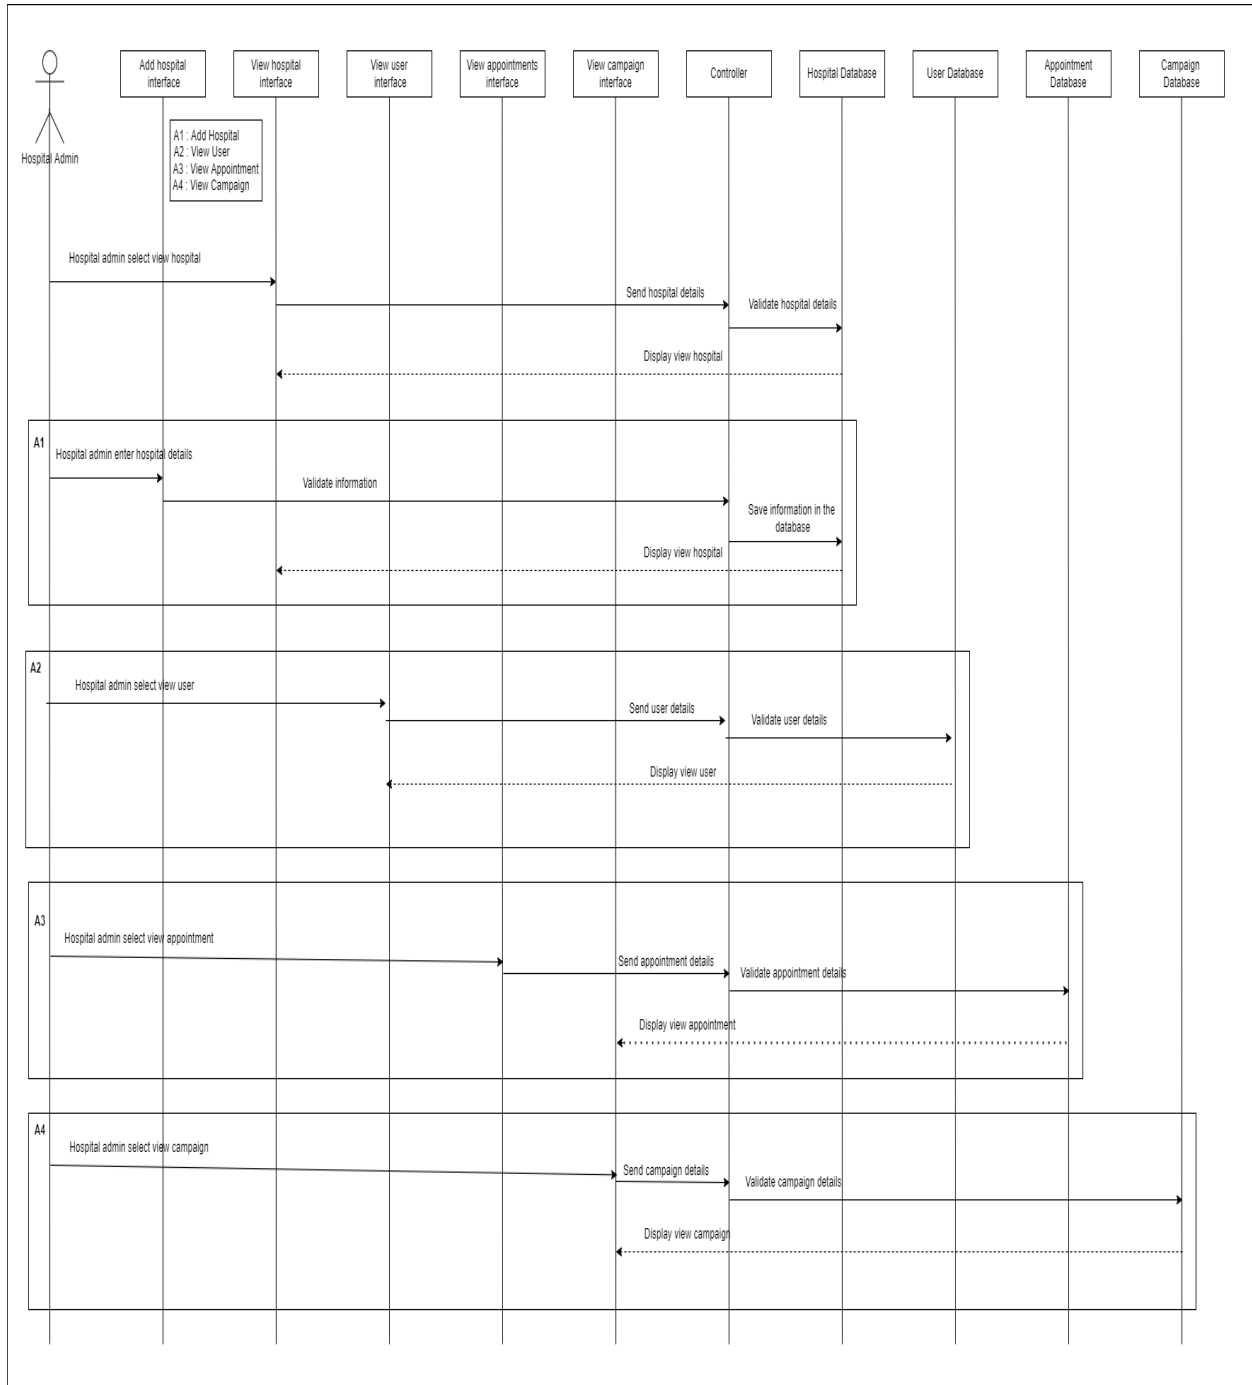 Add hospital
interface
View hospital
interface
View user
interface
View appointments
interface
View campaign
interface
Controller
Hospital Database
User Database
Appointment
Database
Campaign
Database
Hospital Admin
A1 : Add Hospital
A2 : View User
A3 : View Appointment
A4 : View Campaign
Hospital admin select view hospital
Send hospital details
Validate hospital details
Display view hospital
A1
Hospital admin enter hospital details
Validate information
Save information in the
database
Display view hospital
A2
Hospital admin select view user
Send user details
Validate user details
Display view user
A3
Hospital admin select view appointment
Send appointment details
Validate appointment details
Display view appointment
A4
Hospital admin select view campaign
Send campaign details
Validate campaign details
Display view campaign